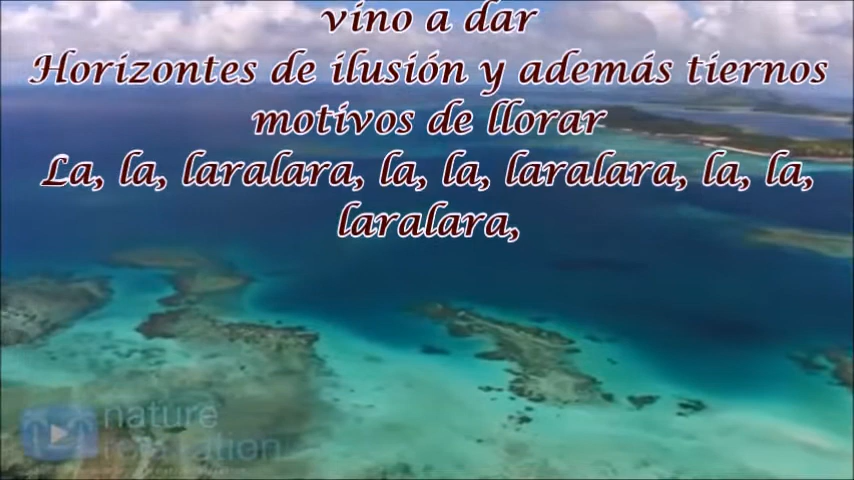 vino a dar
Horizontes de ilusión y además tiernos
motivos de llorar
La, la, laralara, la, la, laralara, la, la,
laralara,
nature
relaxation